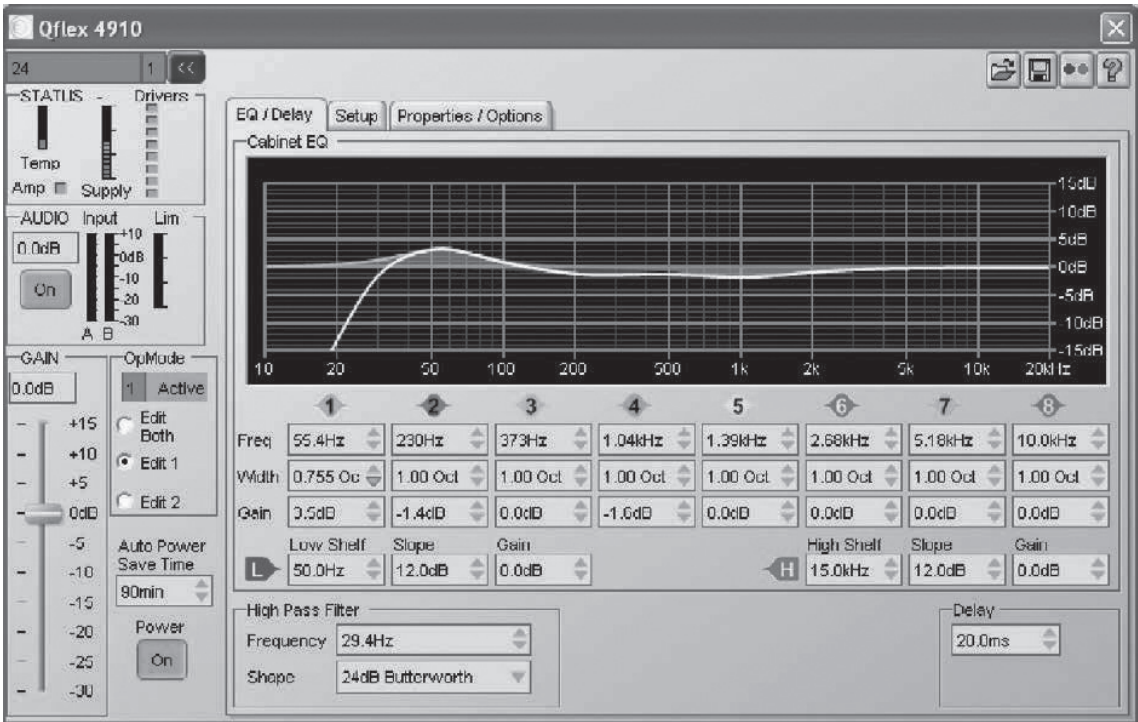 Qflex 4910
24 1 <<
STATUS - Drivers
Temp
Amp Supply
AUDIO Input Lim
0.0dB
On
+10
0dB
-10
-20
-30
A B
GAIN
0.0dB
+15
+10
+5
0dB
-5
-10
-15
-20
-25
-30
OpMode
1 Active
Edit Both
Edit 1
Edit 2
Auto Power
Save Time
90min
Power
On
EQ / Delay Setup Properties / Options
Cabinet EQ
15dB
10dB
5dB
0dB
-5dB
-10dB
-15dB
10 20 50 100 200 500 1k 2k 5k 10k 20kHz
1 2 3 4 5 6 7 8
Freq 55.4Hz 230Hz 373Hz 1.04kHz 1.39kHz 2.68kHz 5.18kHz 10.0kHz
Width 0.755 Oc 1.00 Oct 1.00 Oct 1.00 Oct 1.00 Oct 1.00 Oct 1.00 Oct 1.00 Oct
Gain 3.5dB -1.4dB 0.0dB -1.6dB 0.0dB 0.0dB 0.0dB 0.0dB
Low Shelf Slope Gain High Shelf Slope Gain
L 50.0Hz 12.0dB 0.0dB H 15.0kHz 12.0dB 0.0dB
High Pass Filter
Frequency 29.4Hz
Shape 24dB Butterworth
Delay
20.0ms